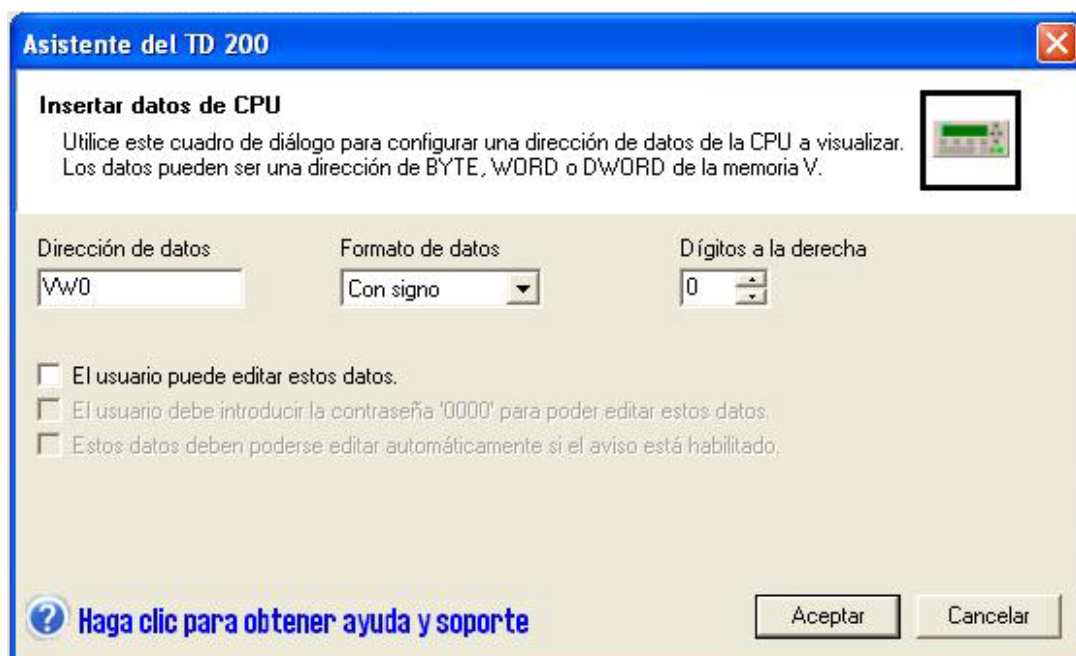 Asistente del TD 200
Insertar datos de CPU
Utilice este cuadro de diálogo para configurar una dirección de datos de la CPU a visualizar.
Los datos pueden ser una dirección de BYTE, WORD o DWORD de la memoria V.
Dirección de datos Formato de datos Dígitos a la derecha
VW0 Con signo 0
El usuario puede editar estos datos.
El usuario debe introducir la contraseña '0000' para poder editar estos datos.
Estos datos deben poderse editar automáticamente si el aviso está habilitado.
Haga clic para obtener ayuda y soporte Aceptar Cancelar